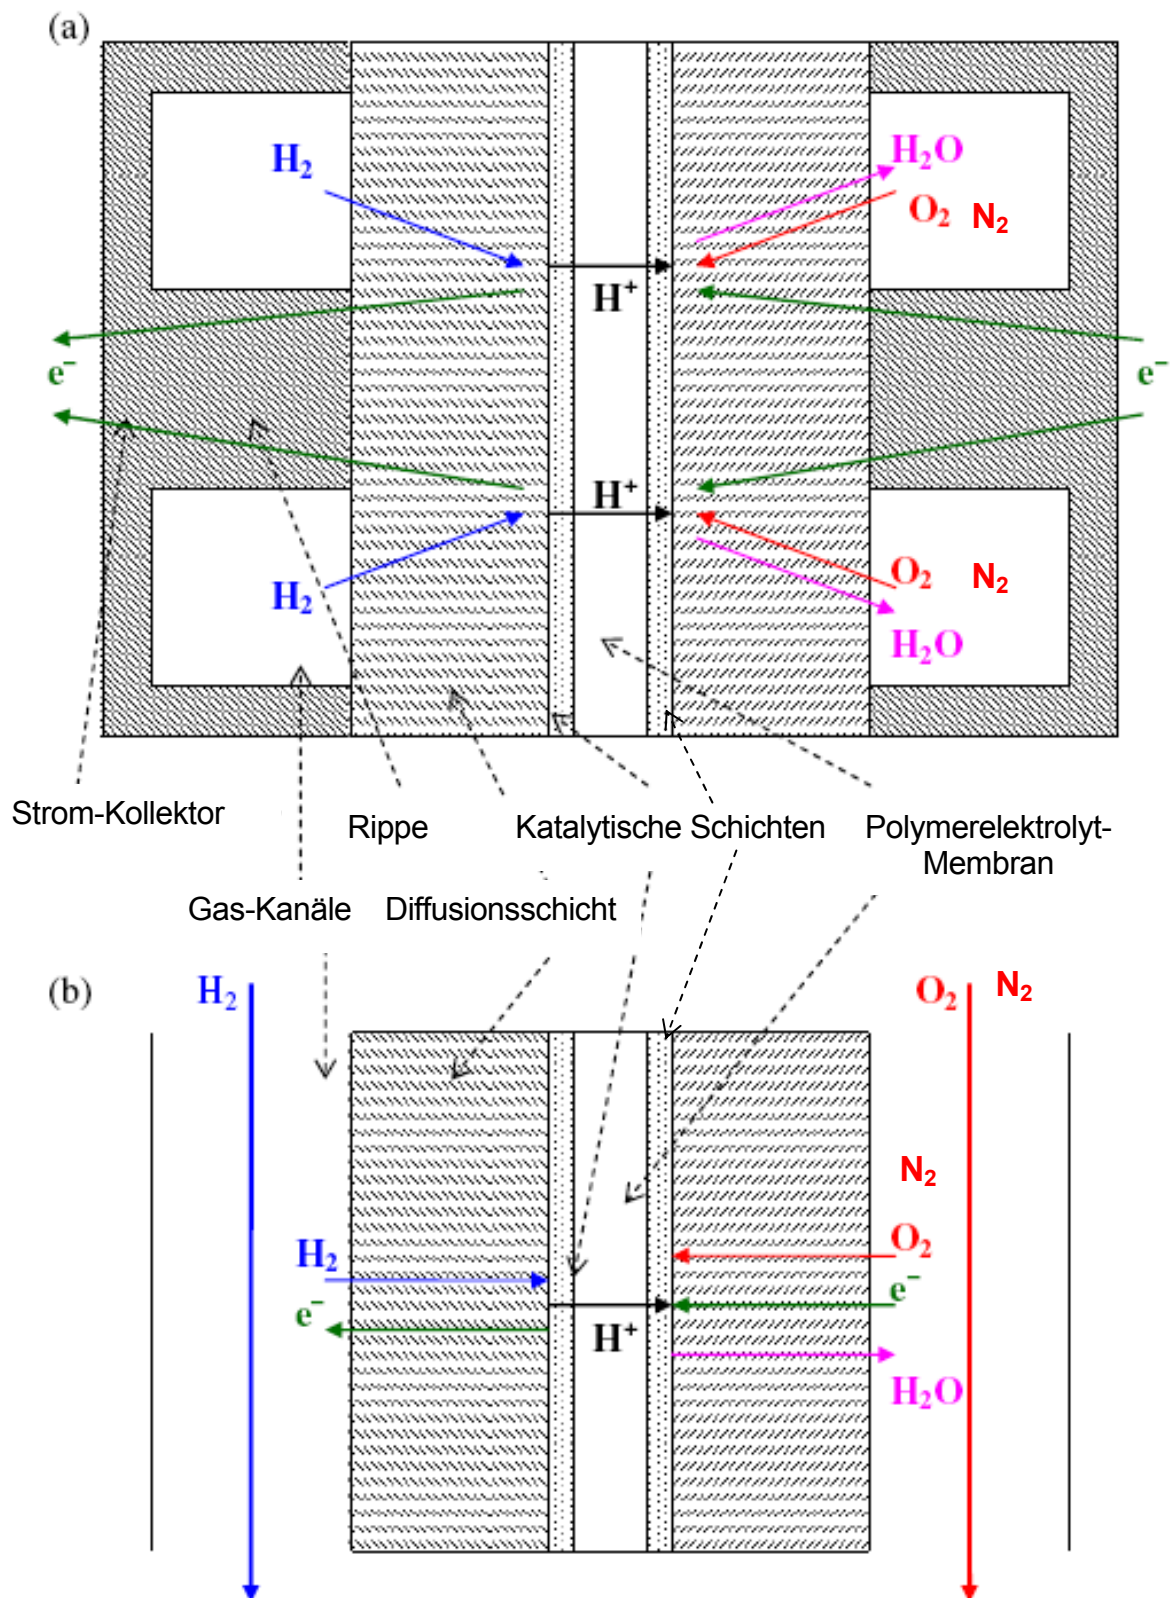 (a)
H₂
H₂O
O₂ N₂
H⁺
e⁻
e⁻
H⁺
H₂
O₂ N₂
H₂O
Strom-Kollektor
Rippe
Katalytische Schichten
Polymerelektrolyt-
Membran
Gas-Kanäle
Diffusionsschicht
(b)
H₂
O₂ N₂
N₂
H₂
O₂
e⁻
e⁻
H⁺
H₂O